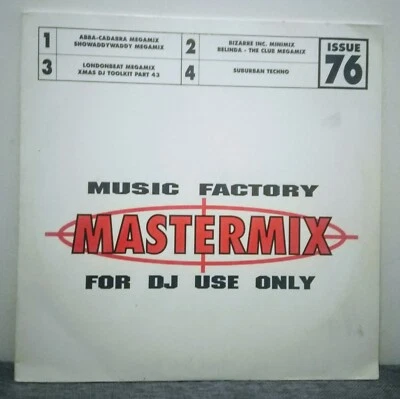 1 ABBA-CADABRA MEGAMIX
SHOWADDYWADDY MEGAMIX
2 BIZARRE INC. MINIMIX
BELINDA - THE CLUB MEGAMIX
3 LONDONBEAT MEGAMIX
XMAS DJ TOOLKIT PART 43
4 SUBURBAN TECHNO
ISSUE
76
MUSIC FACTORY
MASTERMIX
FOR DJ USE ONLY